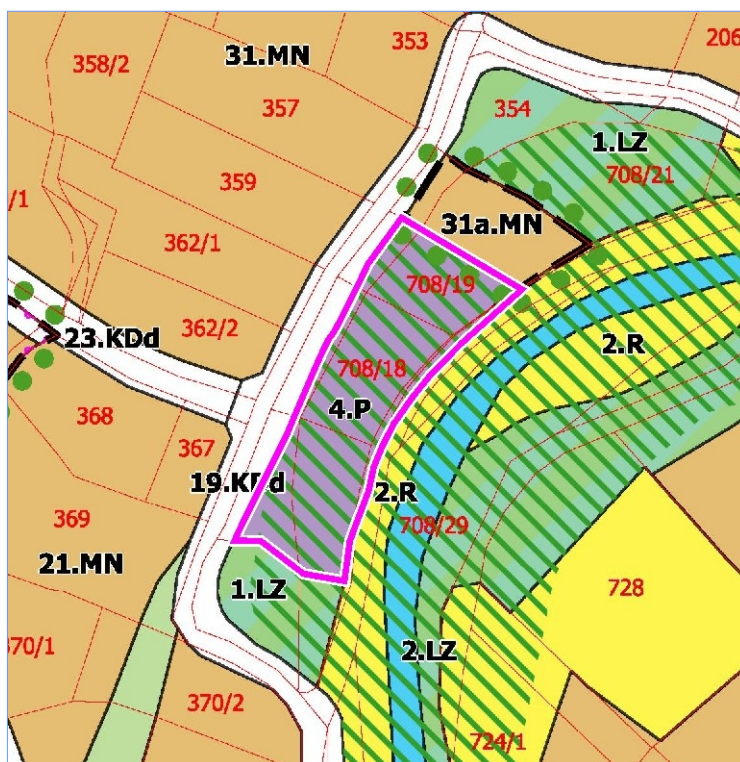 353
206
31.MN
358/2
357
354
1.LZ
708/21
359
/1
31a.MN
362/1
708/19
362/2
23.KDd
2.R
708/18
4.P
368
367
19.KDd
2.R
369
708/29
21.MN
1.LZ
728
370/1
2.LZ
370/2
724/1